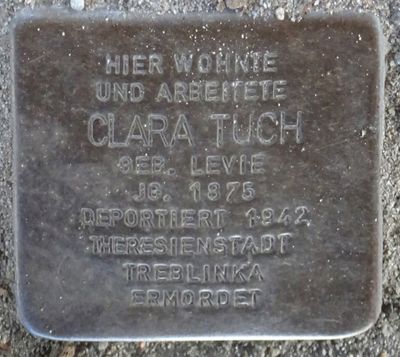 HIER WOHNTE
UND ARBEITETE
CLARA TUCH
GEB. LEVIE
JG. 1875
DEPORTIERT 1942
THERESIENSTADT
TREBLINKA
ERMORDET